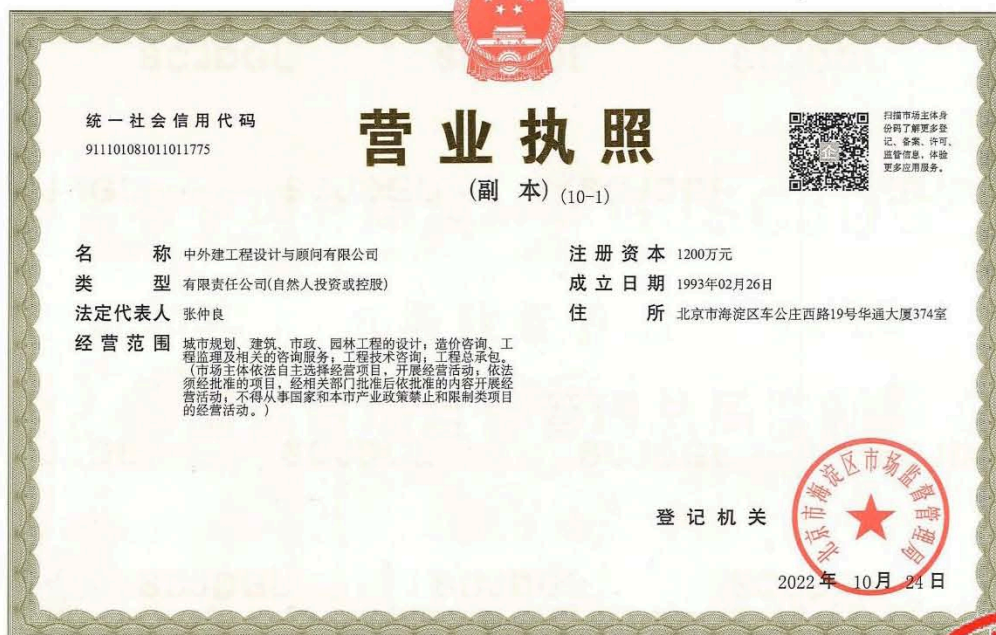 统一社会信用代码
911101081011011775
营业执照
(副 本) (10-1)
扫描市场主体身
份码了解更多登
记、备案、许可、
监管信息，体验
更多应用服务。
名 称 中外建工程设计与顾问有限公司
类 型 有限责任公司(自然人投资或控股)
法定代表人 张仲良
经营范围 城市规划、建筑、市政、园林工程的设计；造价咨询、工
程监理及相关的咨询服务；工程技术咨询；工程总承包。
（市场主体依法自主选择经营项目，开展经营活动；依法
须经批准的项目，经相关部门批准后依批准的内容开展经
营活动；不得从事国家和本市产业政策禁止和限制类项目
的经营活动。）
注册资本 1200万元
成立日期 1993年02月26日
住 所 北京市海淀区车公庄西路19号华通大厦374室
登记机关
北京市海淀区市场监督管理局
2022年 10月 24日